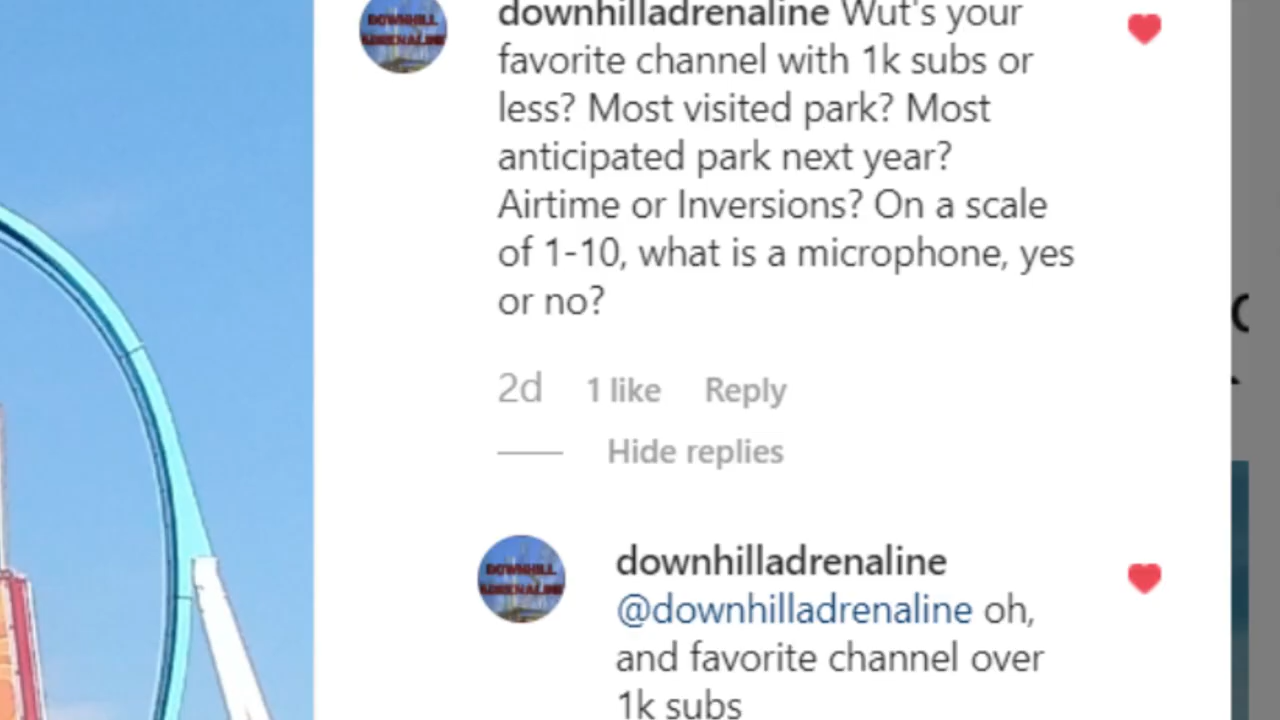 downhilladrenaline Wut's your
favorite channel with 1k subs or
less? Most visited park? Most
anticipated park next year?
Airtime or Inversions? On a scale
of 1-10, what is a microphone, yes
or no?
2d 1 like Reply
Hide replies
DOWNHILL
ADRENALINE
downhilladrenaline
@downhilladrenaline oh,
and favorite channel over
1k subs